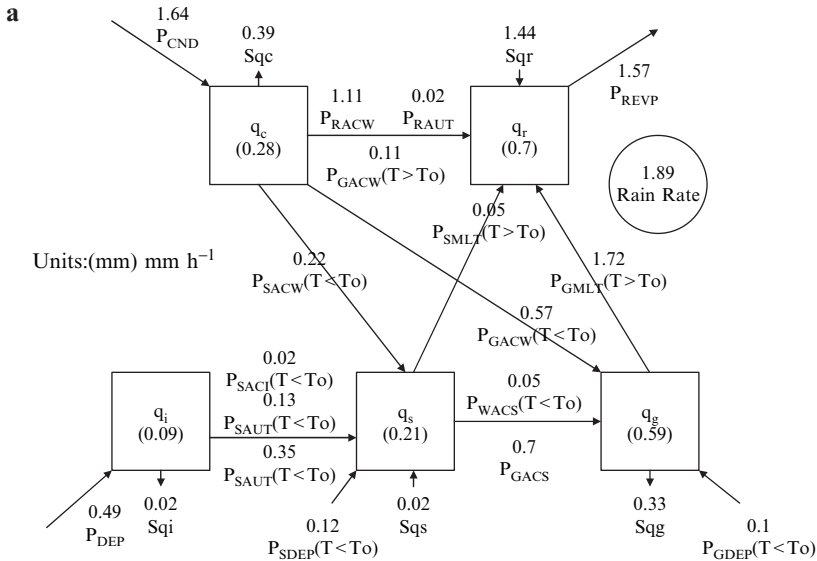 a
1.64
P_CND
0.39
Sqc
1.44
Sqr
1.57
P_REVP
q_c
(0.28)
1.11
P_RACW
0.02
P_RAUT
q_r
(0.7)
0.11
P_GACW(T>To)
1.89
Rain Rate
Units:(mm) mm h⁻¹
0.22
P_SACW(T<To)
0.05
P_SMLT(T>To)
1.72
P_GMLT(T>To)
0.57
P_GACW(T<To)
0.02
P_SACI(T<To)
0.13
P_SAUT(T<To)
0.35
P_SAUT(T<To)
q_i
(0.09)
q_s
(0.21)
0.05
P_WACS(T<To)
0.7
P_GACS
q_g
(0.59)
0.49
P_DEP
0.02
Sqi
0.12
P_SDEP(T<To)
0.02
Sqs
0.33
Sqg
0.1
P_GDEP(T<To)